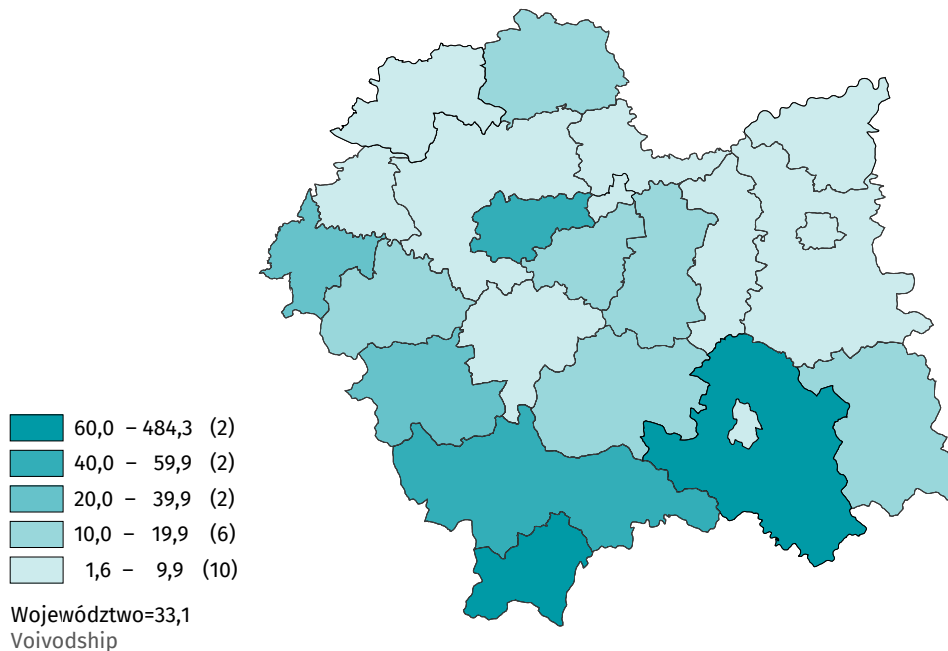 60,0 – 484,3 (2)
40,0 – 59,9 (2)
20,0 – 39,9 (2)
10,0 – 19,9 (6)
1,6 – 9,9 (10)
Województwo=33,1
Voivodship